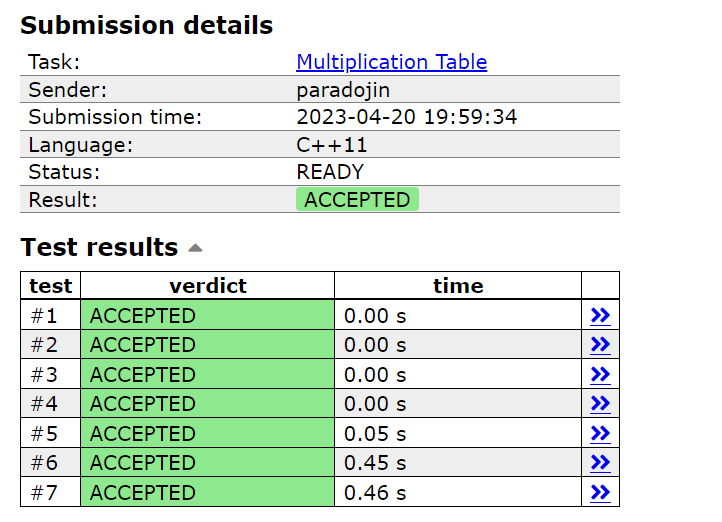 Submission details
Task: Multiplication Table
Sender: paradojin
Submission time: 2023-04-20 19:59:34
Language: C++11
Status: READY
Result: ACCEPTED
Test results
test verdict time
#1 ACCEPTED 0.00 s
#2 ACCEPTED 0.00 s
#3 ACCEPTED 0.00 s
#4 ACCEPTED 0.00 s
#5 ACCEPTED 0.05 s
#6 ACCEPTED 0.45 s
#7 ACCEPTED 0.46 s